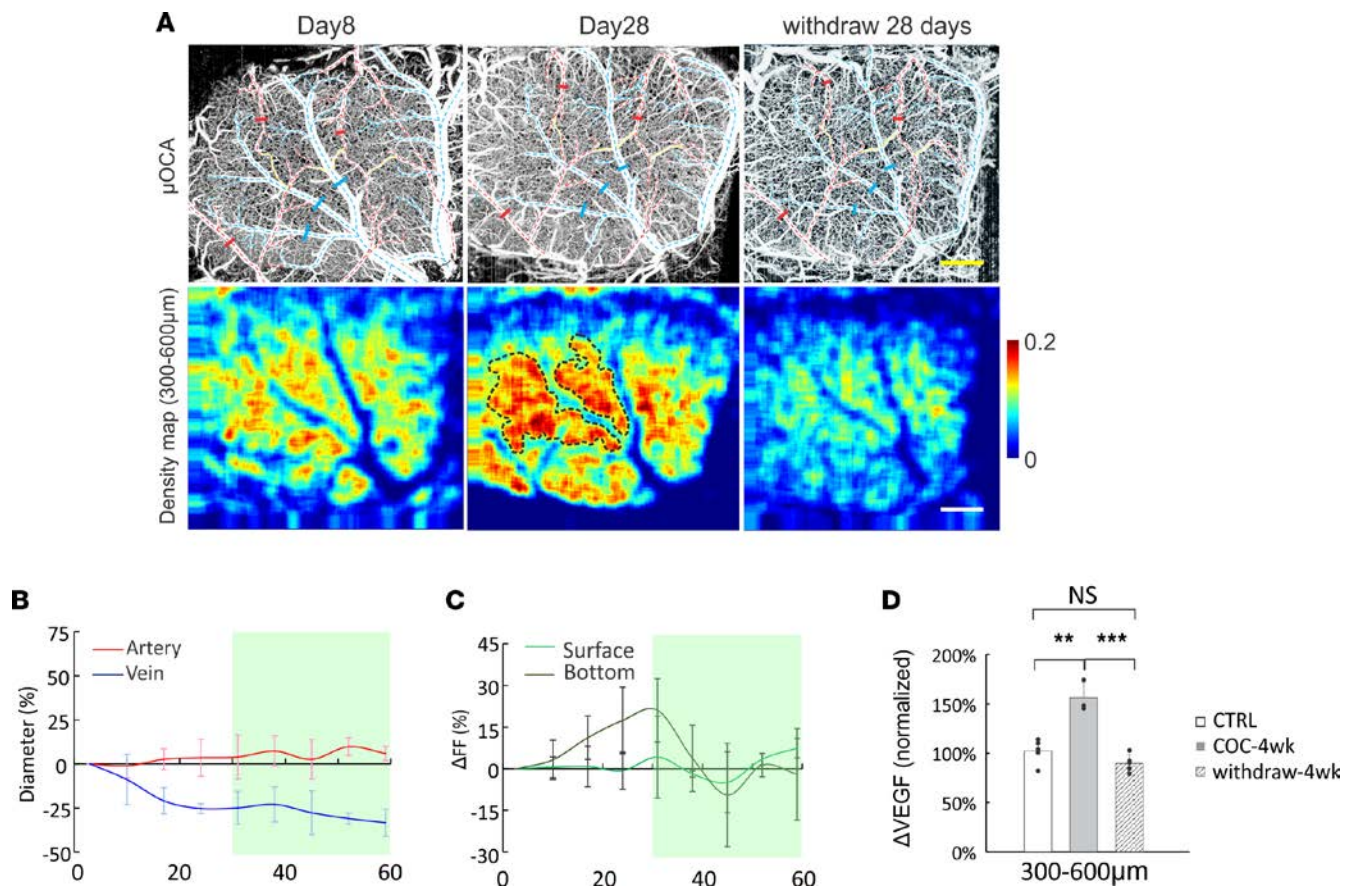 A
Day8
Day28
withdraw 28 days
µOCA
Density map (300-600µm)
0.2
0
B
75
50
25
0
-25
-50
Diameter (%)
Artery
Vein
0
20
40
60
C
45
30
15
0
-15
-30
ΔFF (%)
Surface
Bottom
0
20
40
60
D
NS
** ***
200%
150%
100%
50%
0%
ΔVEGF (normalized)
300-600µm
CTRL
COC-4wk
withdraw-4wk